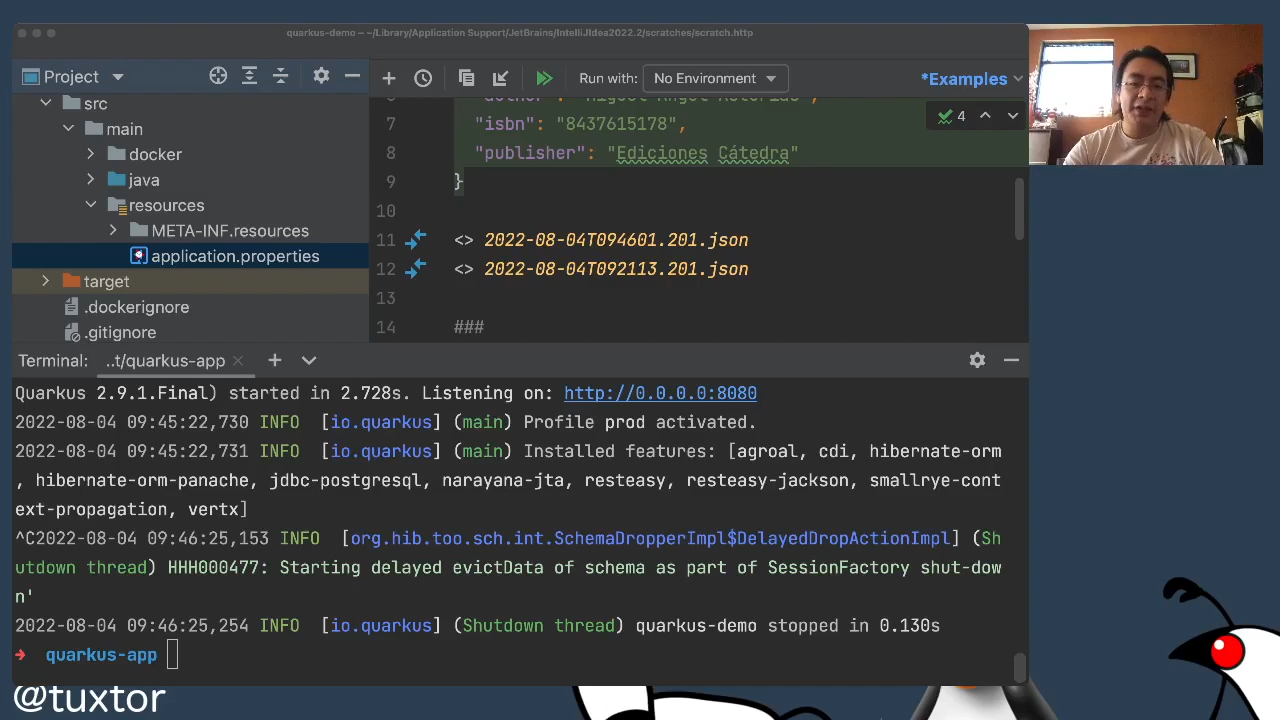 quarkus-demo – ~/Library/Application Support/JetBrains/IntelliJIdea2022.2/scratches/scratch.http
Project
Run with: No Environment *Examples
src
main
docker
java
resources
META-INF.resources
application.properties
target
.dockerignore
.gitignore
4
7 "isbn": "8437615178",
8 "publisher": "Ediciones Cátedra"
9 }
10
11 <> 2022-08-04T094601.201.json
12 <> 2022-08-04T092113.201.json
13
14 ###
Terminal: ..t/quarkus-app
Quarkus 2.9.1.Final) started in 2.728s. Listening on: http://0.0.0.0:8080
2022-08-04 09:45:22,730 INFO [io.quarkus] (main) Profile prod activated.
2022-08-04 09:45:22,731 INFO [io.quarkus] (main) Installed features: [agroal, cdi, hibernate-orm
, hibernate-orm-panache, jdbc-postgresql, narayana-jta, resteasy, resteasy-jackson, smallrye-cont
ext-propagation, vertx]
^C2022-08-04 09:46:25,153 INFO [org.hib.too.sch.int.SchemaDropperImpl$DelayedDropActionImpl] (Sh
utdown thread) HHH000477: Starting delayed evictData of schema as part of SessionFactory shut-dow
n'
2022-08-04 09:46:25,254 INFO [io.quarkus] (Shutdown thread) quarkus-demo stopped in 0.130s
➜ quarkus-app
@tuxtor